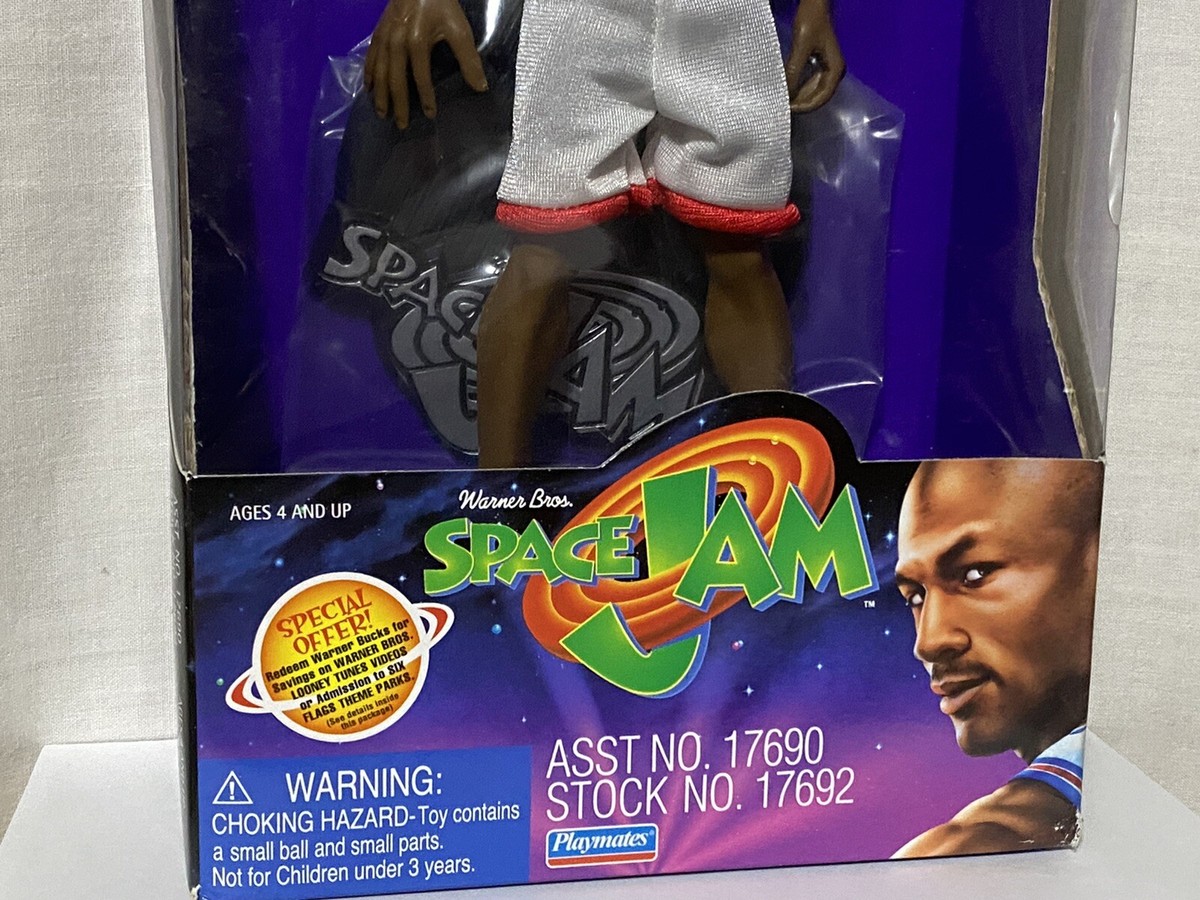 SPACE
JAM
AGES 4 AND UP
Warner Bros.
SPACE JAM™
SPECIAL
OFFER!
Redeem Warner Bucks for
Savings on WARNER BROS.
LOONEY TUNES VIDEOS
or Admission to SIX
FLAGS THEME PARKS.
(See details inside
this package)
ASST NO. 17690
STOCK NO. 17692
Playmates®
WARNING:
CHOKING HAZARD-Toy contains
a small ball and small parts.
Not for Children under 3 years.